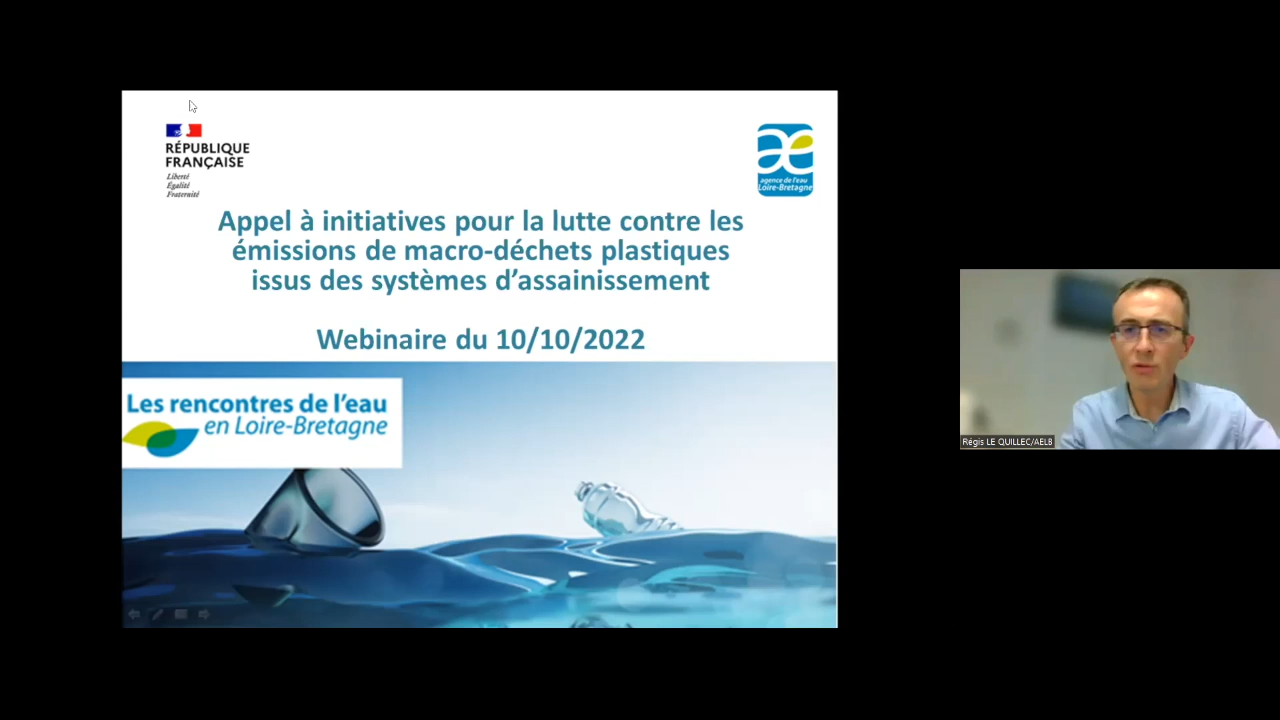 RÉPUBLIQUE
FRANÇAISE
Liberté
Égalité
Fraternité
agence de l'eau
Loire-Bretagne
Appel à initiatives pour la lutte contre les
émissions de macro-déchets plastiques
issus des systèmes d'assainissement
Webinaire du 10/10/2022
Les rencontres de l'eau
en Loire-Bretagne
Régis LE QUILLEC/AELB